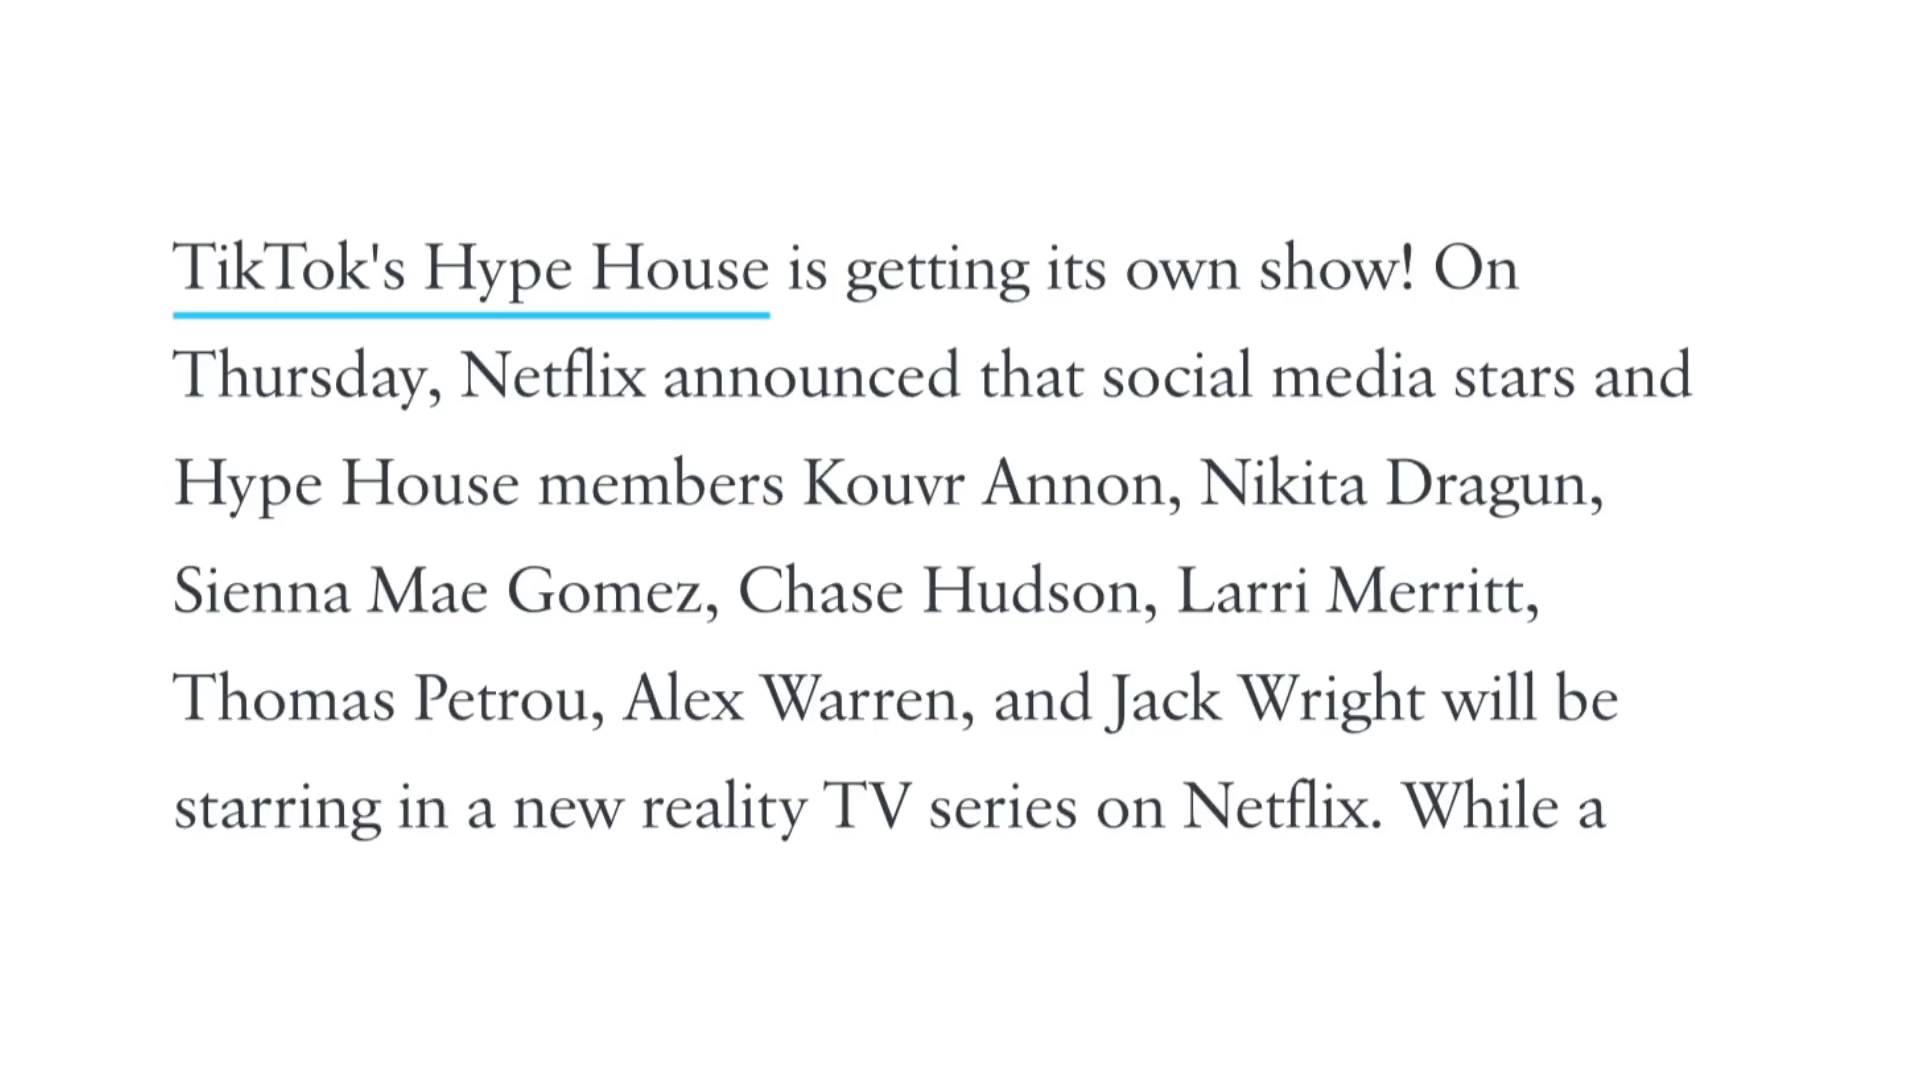 TikTok's Hype House is getting its own show! On
Thursday, Netflix announced that social media stars and
Hype House members Kouvr Annon, Nikita Dragun,
Sienna Mae Gomez, Chase Hudson, Larri Merritt,
Thomas Petrou, Alex Warren, and Jack Wright will be
starring in a new reality TV series on Netflix. While a